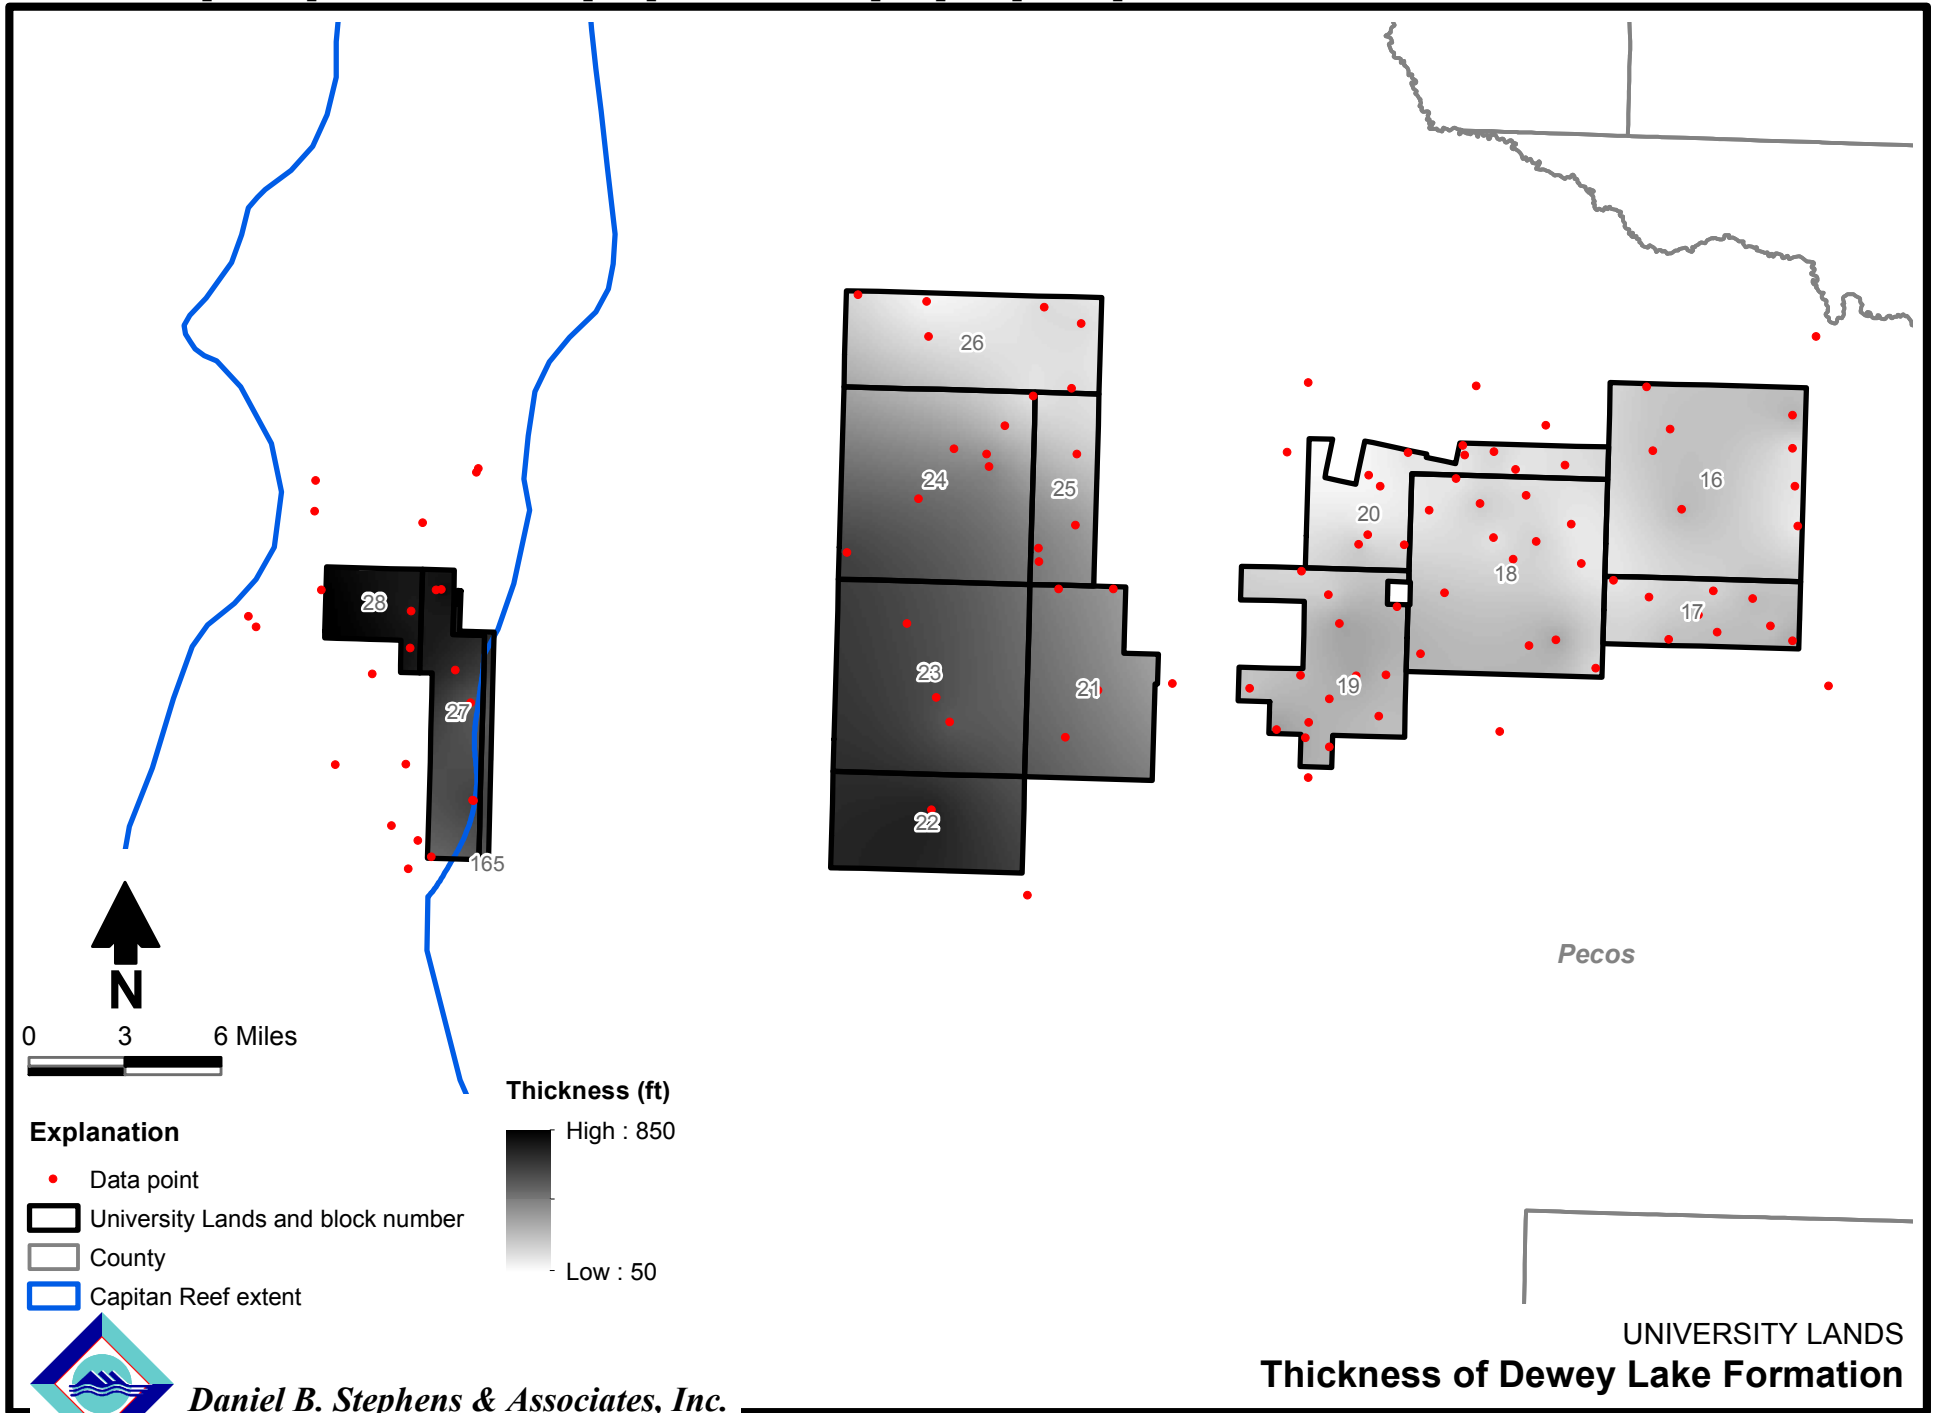 26
24
25
16
20
18
28
17
23
21
19
27
22
165
Pecos
N
0 3 6 Miles
Thickness (ft)
High : 850
Low : 50
Explanation
Data point
University Lands and block number
County
Capitan Reef extent
UNIVERSITY LANDS
Thickness of Dewey Lake Formation
Daniel B. Stephens & Associates, Inc.